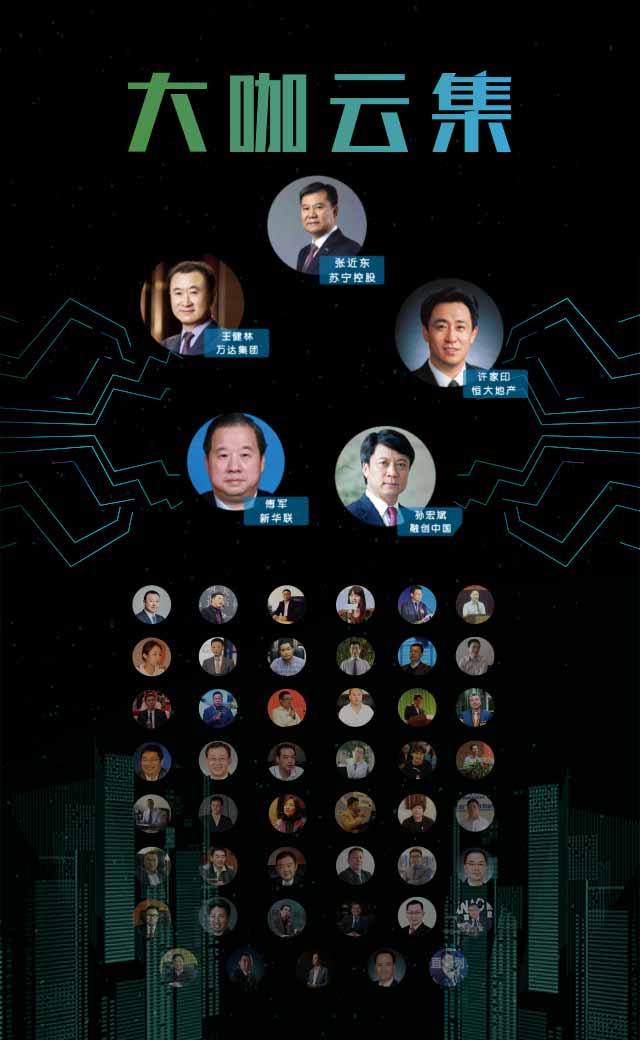 大咖云集
张近东
苏宁控股
王健林
万达集团
许家印
恒大地产
傅军
新华联
孙宏斌
融创中国